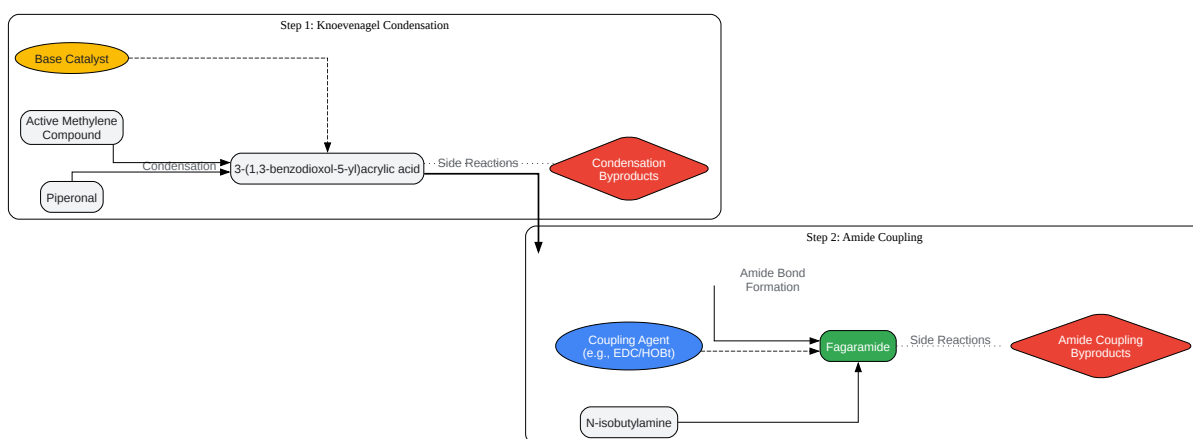 Step 1: Knoevenagel Condensation
Base Catalyst
Active Methylene
Compound
Condensation
Piperonal
3-(1,3-benzodioxol-5-yl)acrylic acid
Side Reactions
Condensation
Byproducts
Step 2: Amide Coupling
Amide Bond
Formation
Coupling Agent
(e.g., EDC/HOBt)
Fagaramide
Side Reactions
Amide Coupling
Byproducts
N-isobutylamine